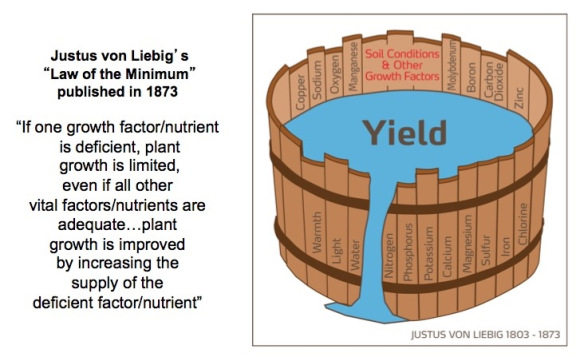 Justus von Liebig's
“Law of the Minimum”
published in 1873
“If one growth factor/nutrient
is deficient, plant
growth is limited,
even if all other
vital factors/nutrients are
adequate…plant
growth is improved
by increasing the
supply of the
deficient factor/nutrient”
Copper
Sodium
Oxygen
Manganese
Soil Conditions
& Other
Growth Factors
Molybdenum
Boron
Carbon
Dioxide
Zinc
Yield
Warmth
Light
Water
Nitrogen
Phosphorus
Potassium
Calcium
Magnesium
Sulfur
Iron
Chlorine
JUSTUS VON LIEBIG 1803 - 1873